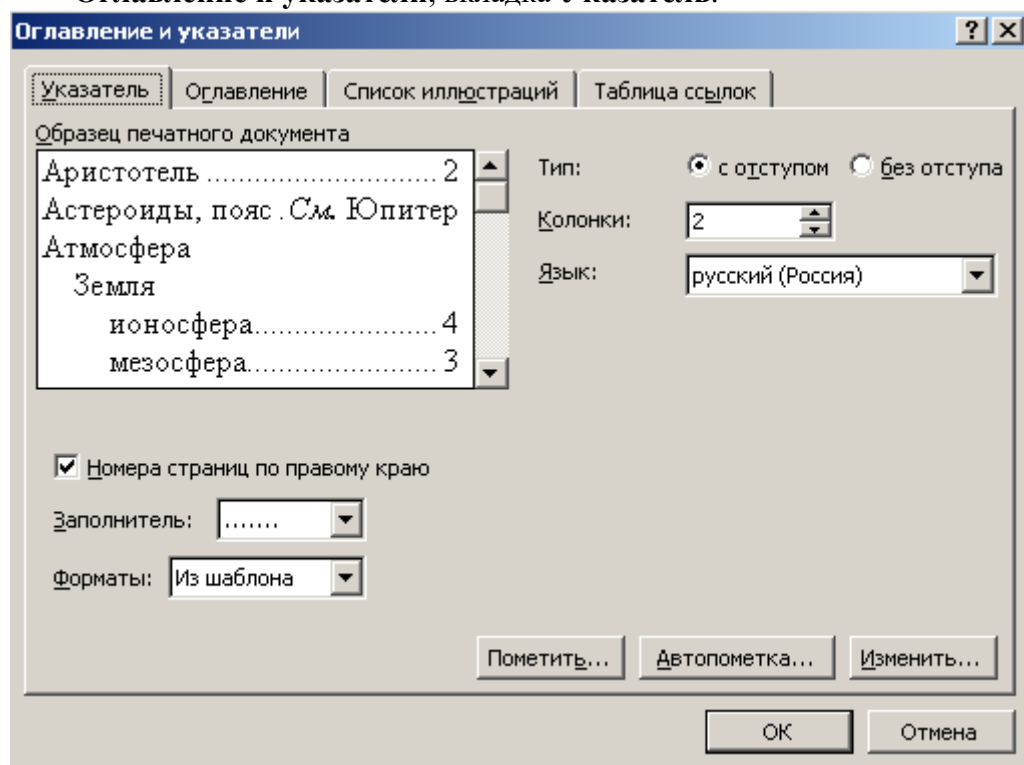 Оглавление и указатели, вкладка Указатель.
Оглавление и указатели
Указатель Оглавление Список иллюстраций Таблица ссылок
Образец печатного документа
Аристотель ............................ 2
Астероиды, пояс . См. Юпитер
Атмосфера
Земля
ионосфера........................ 4
мезосфера........................ 3
Тип: с отступом без отступа
Колонки: 2
Язык: русский (Россия)
Номера страниц по правому краю
Заполнитель: .......
Форматы: Из шаблона
Пометить... Автопометка... Изменить...
ОК Отмена